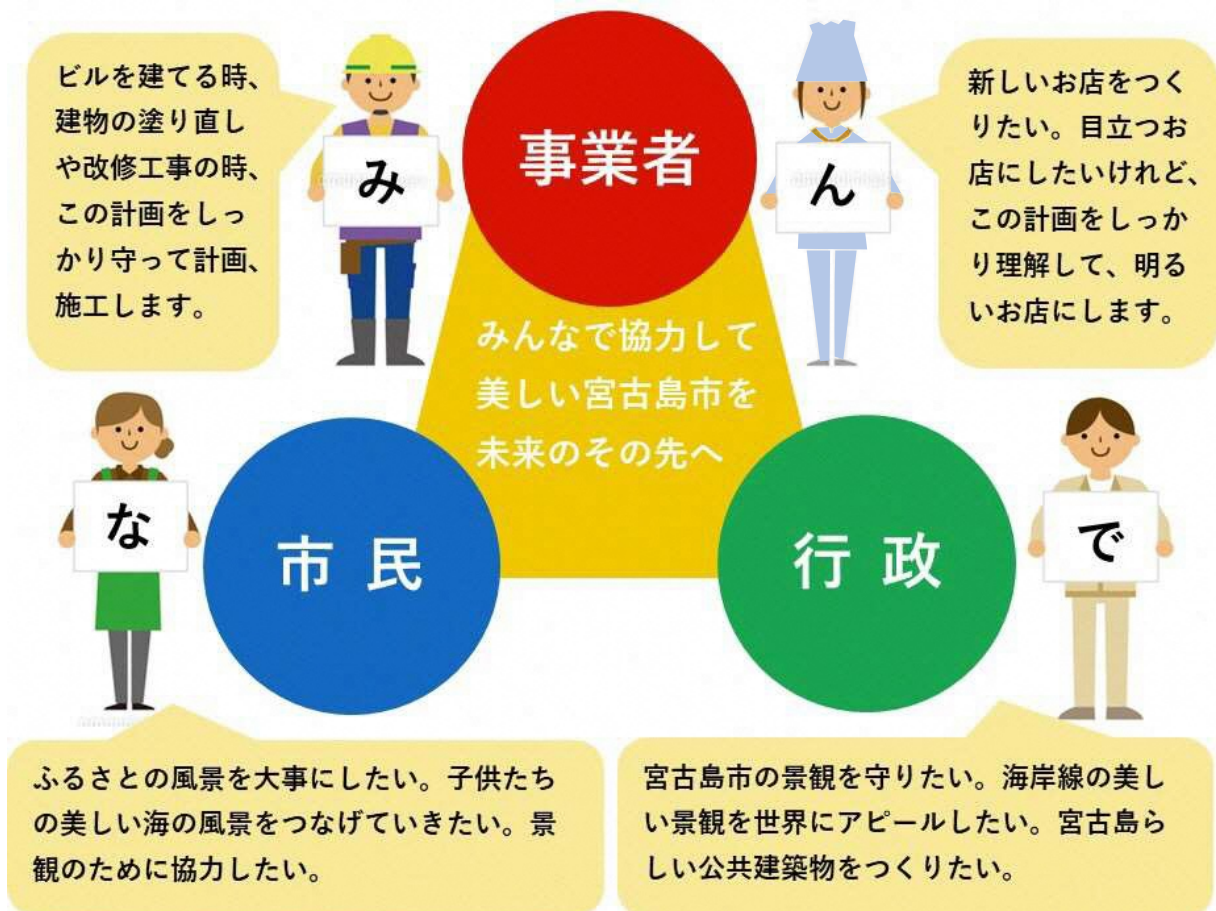 ビルを建てる時、
建物の塗り直し
や改修工事の時、
この計画をしっ
かり守って計画、
施工します。
み
事業者
ん
新しいお店をつく
りたい。目立つお
店にしたいけれど、
この計画をしっか
り理解して、明る
いお店にします。
みんなで協力して
美しい宮古島市を
未来のその先へ
な
市民
行政
で
ふるさとの風景を大事にしたい。子供たち
の美しい海の風景をつなげていきたい。景
観のために協力したい。
宮古島市の景観を守りたい。海岸線の美し
い景観を世界にアピールしたい。宮古島ら
しい公共建築物をつくりたい。